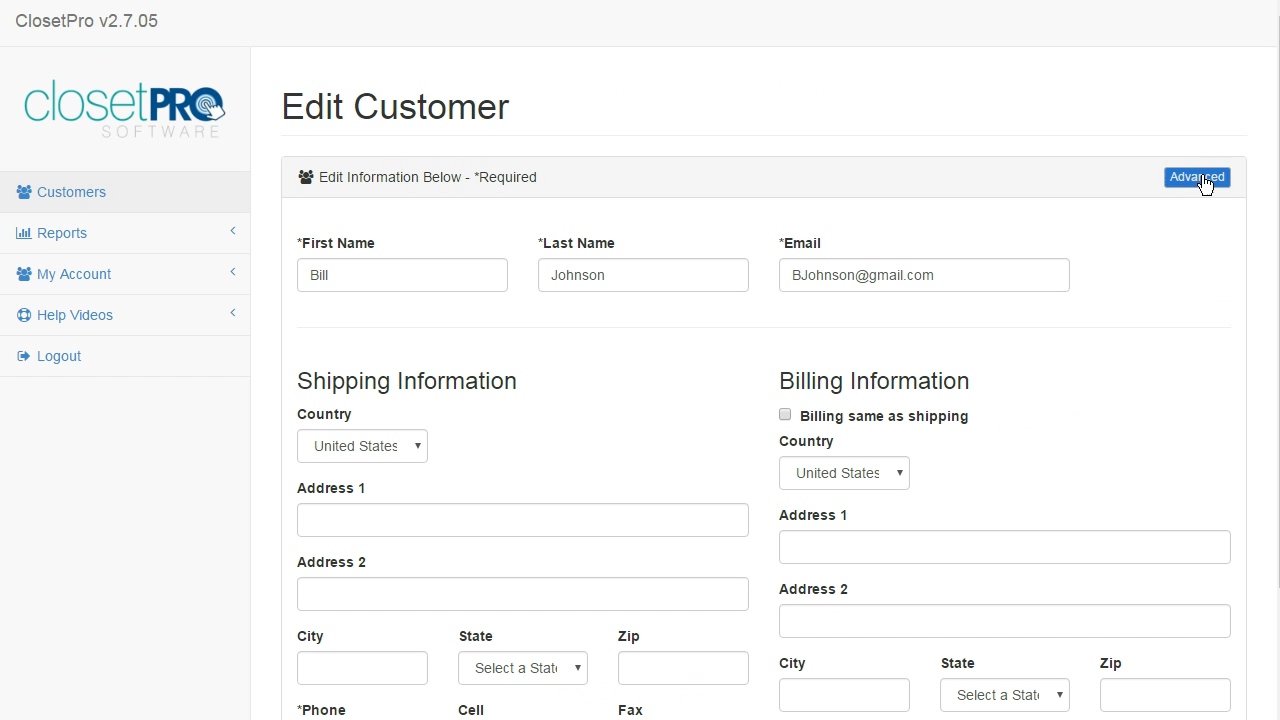 ClosetPro v2.7.05
closetPRO
SOFTWARE
Customers
Reports
My Account
Help Videos
Logout
Edit Customer
Edit Information Below - *Required
Advanced
*First Name
*Last Name
*Email
Bill
Johnson
BJohnson@gmail.com
Shipping Information
Country
United States
Address 1
Address 2
City
State
Zip
Select a State
*Phone
Cell
Fax
Billing Information
Billing same as shipping
Country
United States
Address 1
Address 2
City
State
Zip
Select a State